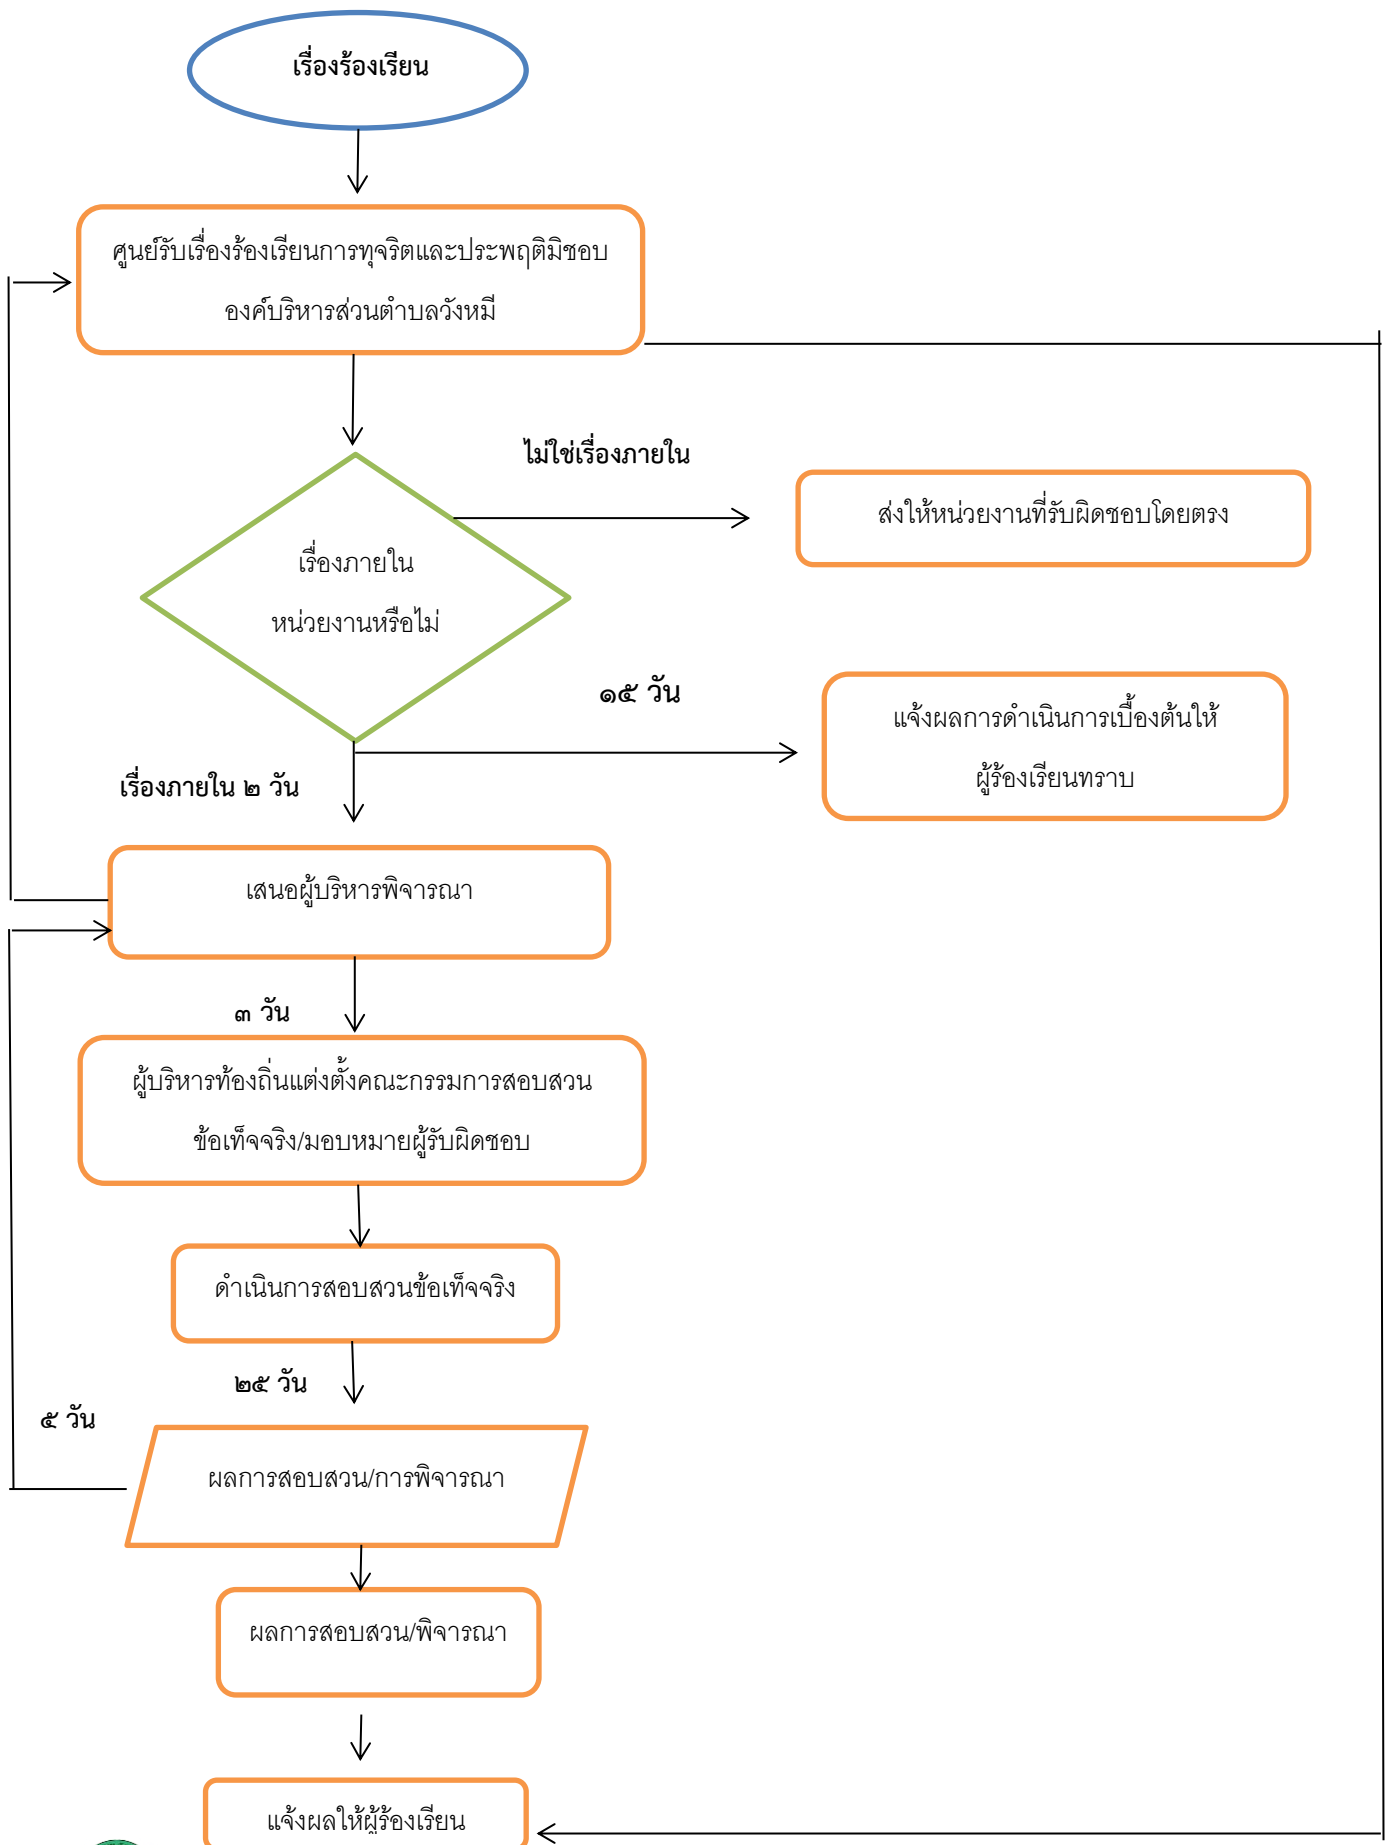 เรื่องร้องเรียน
ศูนย์รับเรื่องร้องเรียนการทุจริตและประพฤติมิชอบ
องค์บริหารส่วนตำบลวังหมี
ไม่ใช่เรื่องภายใน
ส่งให้หน่วยงานที่รับผิดชอบโดยตรง
เรื่องภายใน
หน่วยงานหรือไม่
๑๕ วัน
แจ้งผลการดำเนินการเบื้องต้นให้
ผู้ร้องเรียนทราบ
เรื่องภายใน ๒ วัน
เสนอผู้บริหารพิจารณา
๓ วัน
ผู้บริหารท้องถิ่นแต่งตั้งคณะกรรมการสอบสวน
ข้อเท็จจริง/มอบหมายผู้รับผิดชอบ
ดำเนินการสอบสวนข้อเท็จจริง
๒๕ วัน
๕ วัน
ผลการสอบสวน/การพิจารณา
ผลการสอบสวน/พิจารณา
แจ้งผลให้ผู้ร้องเรียน